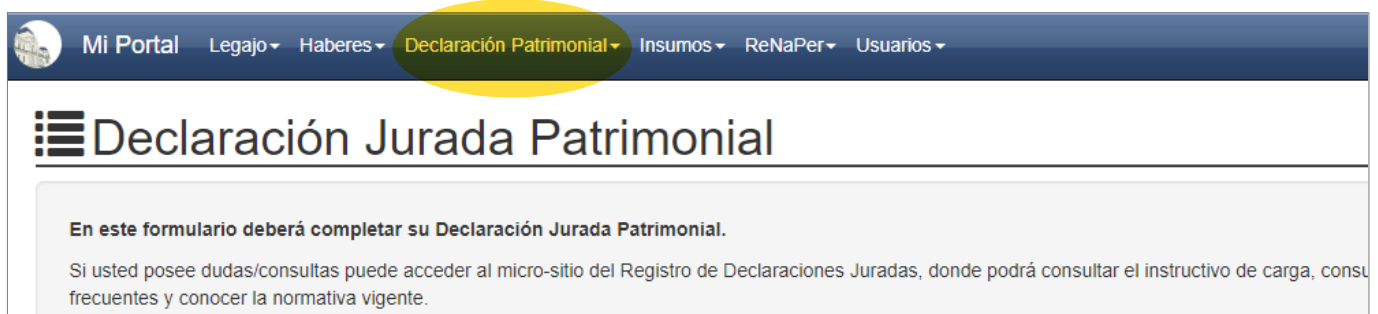 Mi Portal Legajo Haberes Declaración Patrimonial Insumos ReNaPer Usuarios
Declaración Jurada Patrimonial
En este formulario deberá completar su Declaración Jurada Patrimonial.
Si usted posee dudas/consultas puede acceder al micro-sitio del Registro de Declaraciones Juradas, donde podrá consultar el instructivo de carga,
frecuentes y conocer la normativa vigente.